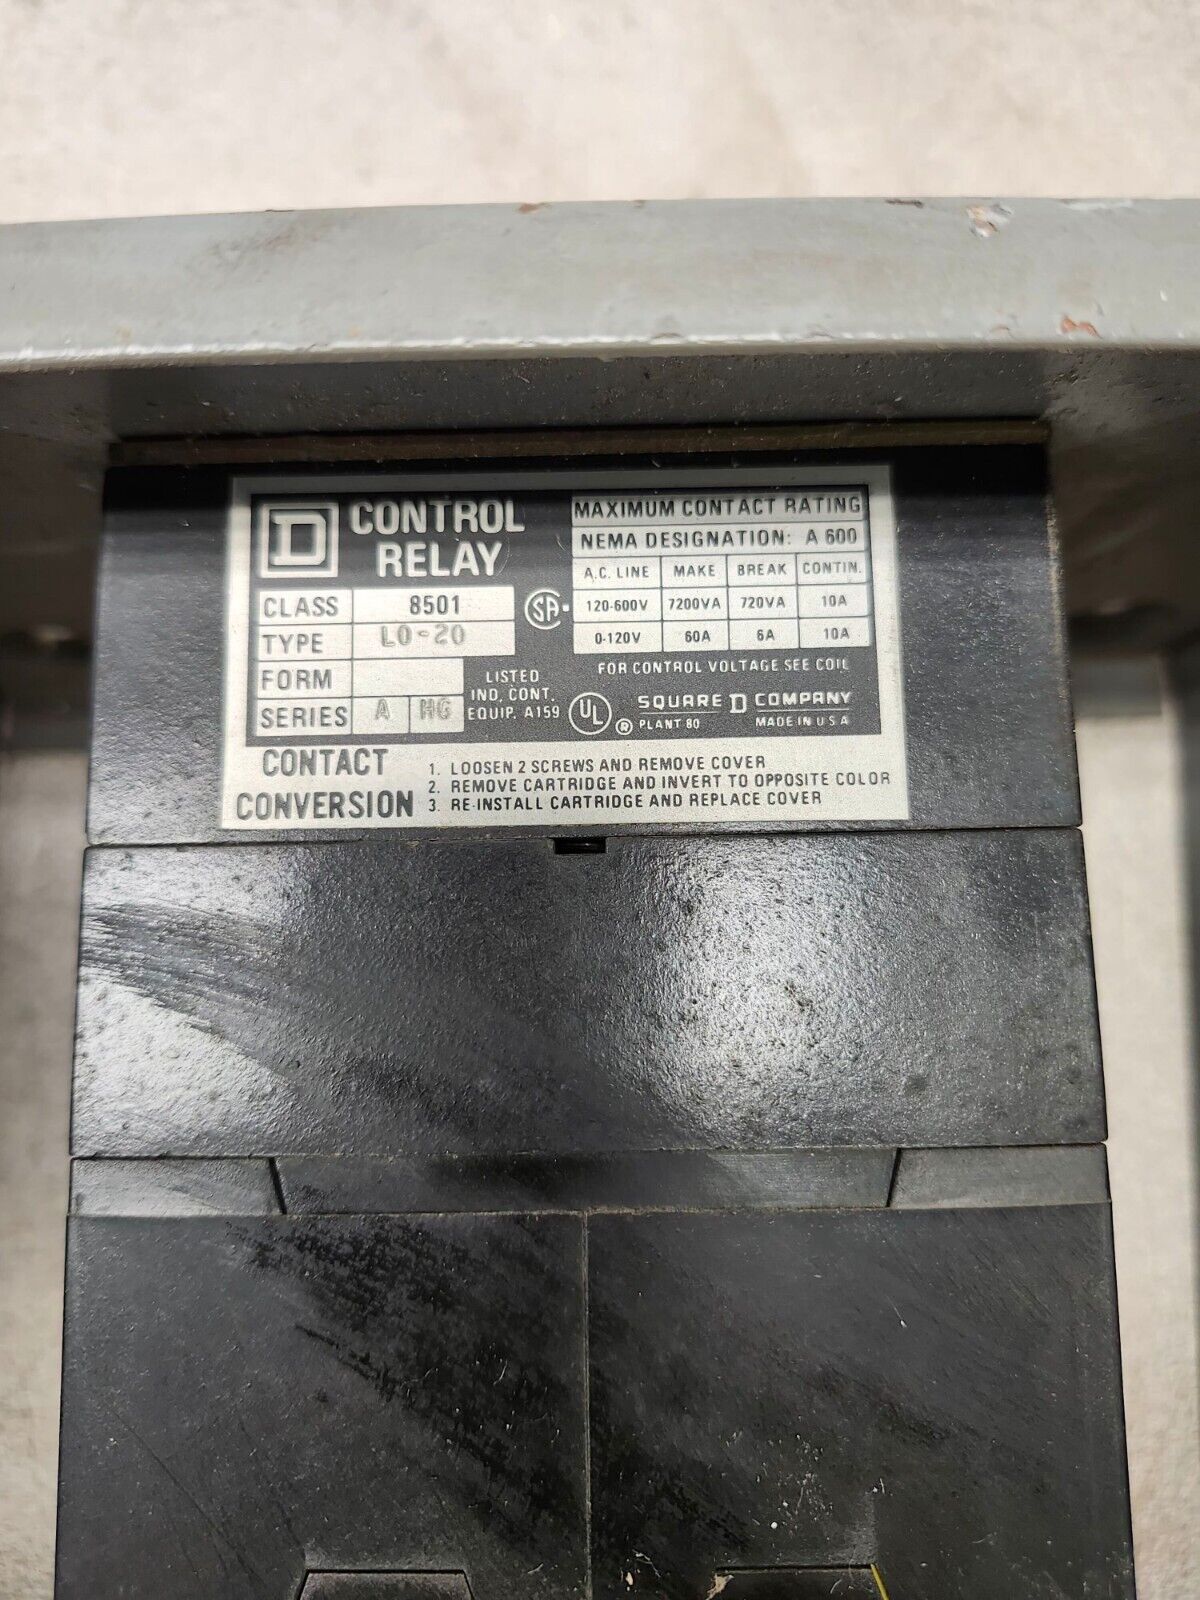 D CONTROL RELAY
CLASS 8501
TYPE LO-20
FORM
SERIES A HG
SA
LISTED
IND. CONT.
EQUIP. A159
UL
MAXIMUM CONTACT RATING
NEMA DESIGNATION: A 600
A.C. LINE MAKE BREAK CONTIN.
120-600V 7200VA 720VA 10A
0-120V 60A 6A 10A
FOR CONTROL VOLTAGE SEE COIL
SQUARE D COMPANY
® PLANT 80 MADE IN U S A
CONTACT CONVERSION
1. LOOSEN 2 SCREWS AND REMOVE COVER
2. REMOVE CARTRIDGE AND INVERT TO OPPOSITE COLOR
3. RE-INSTALL CARTRIDGE AND REPLACE COVER